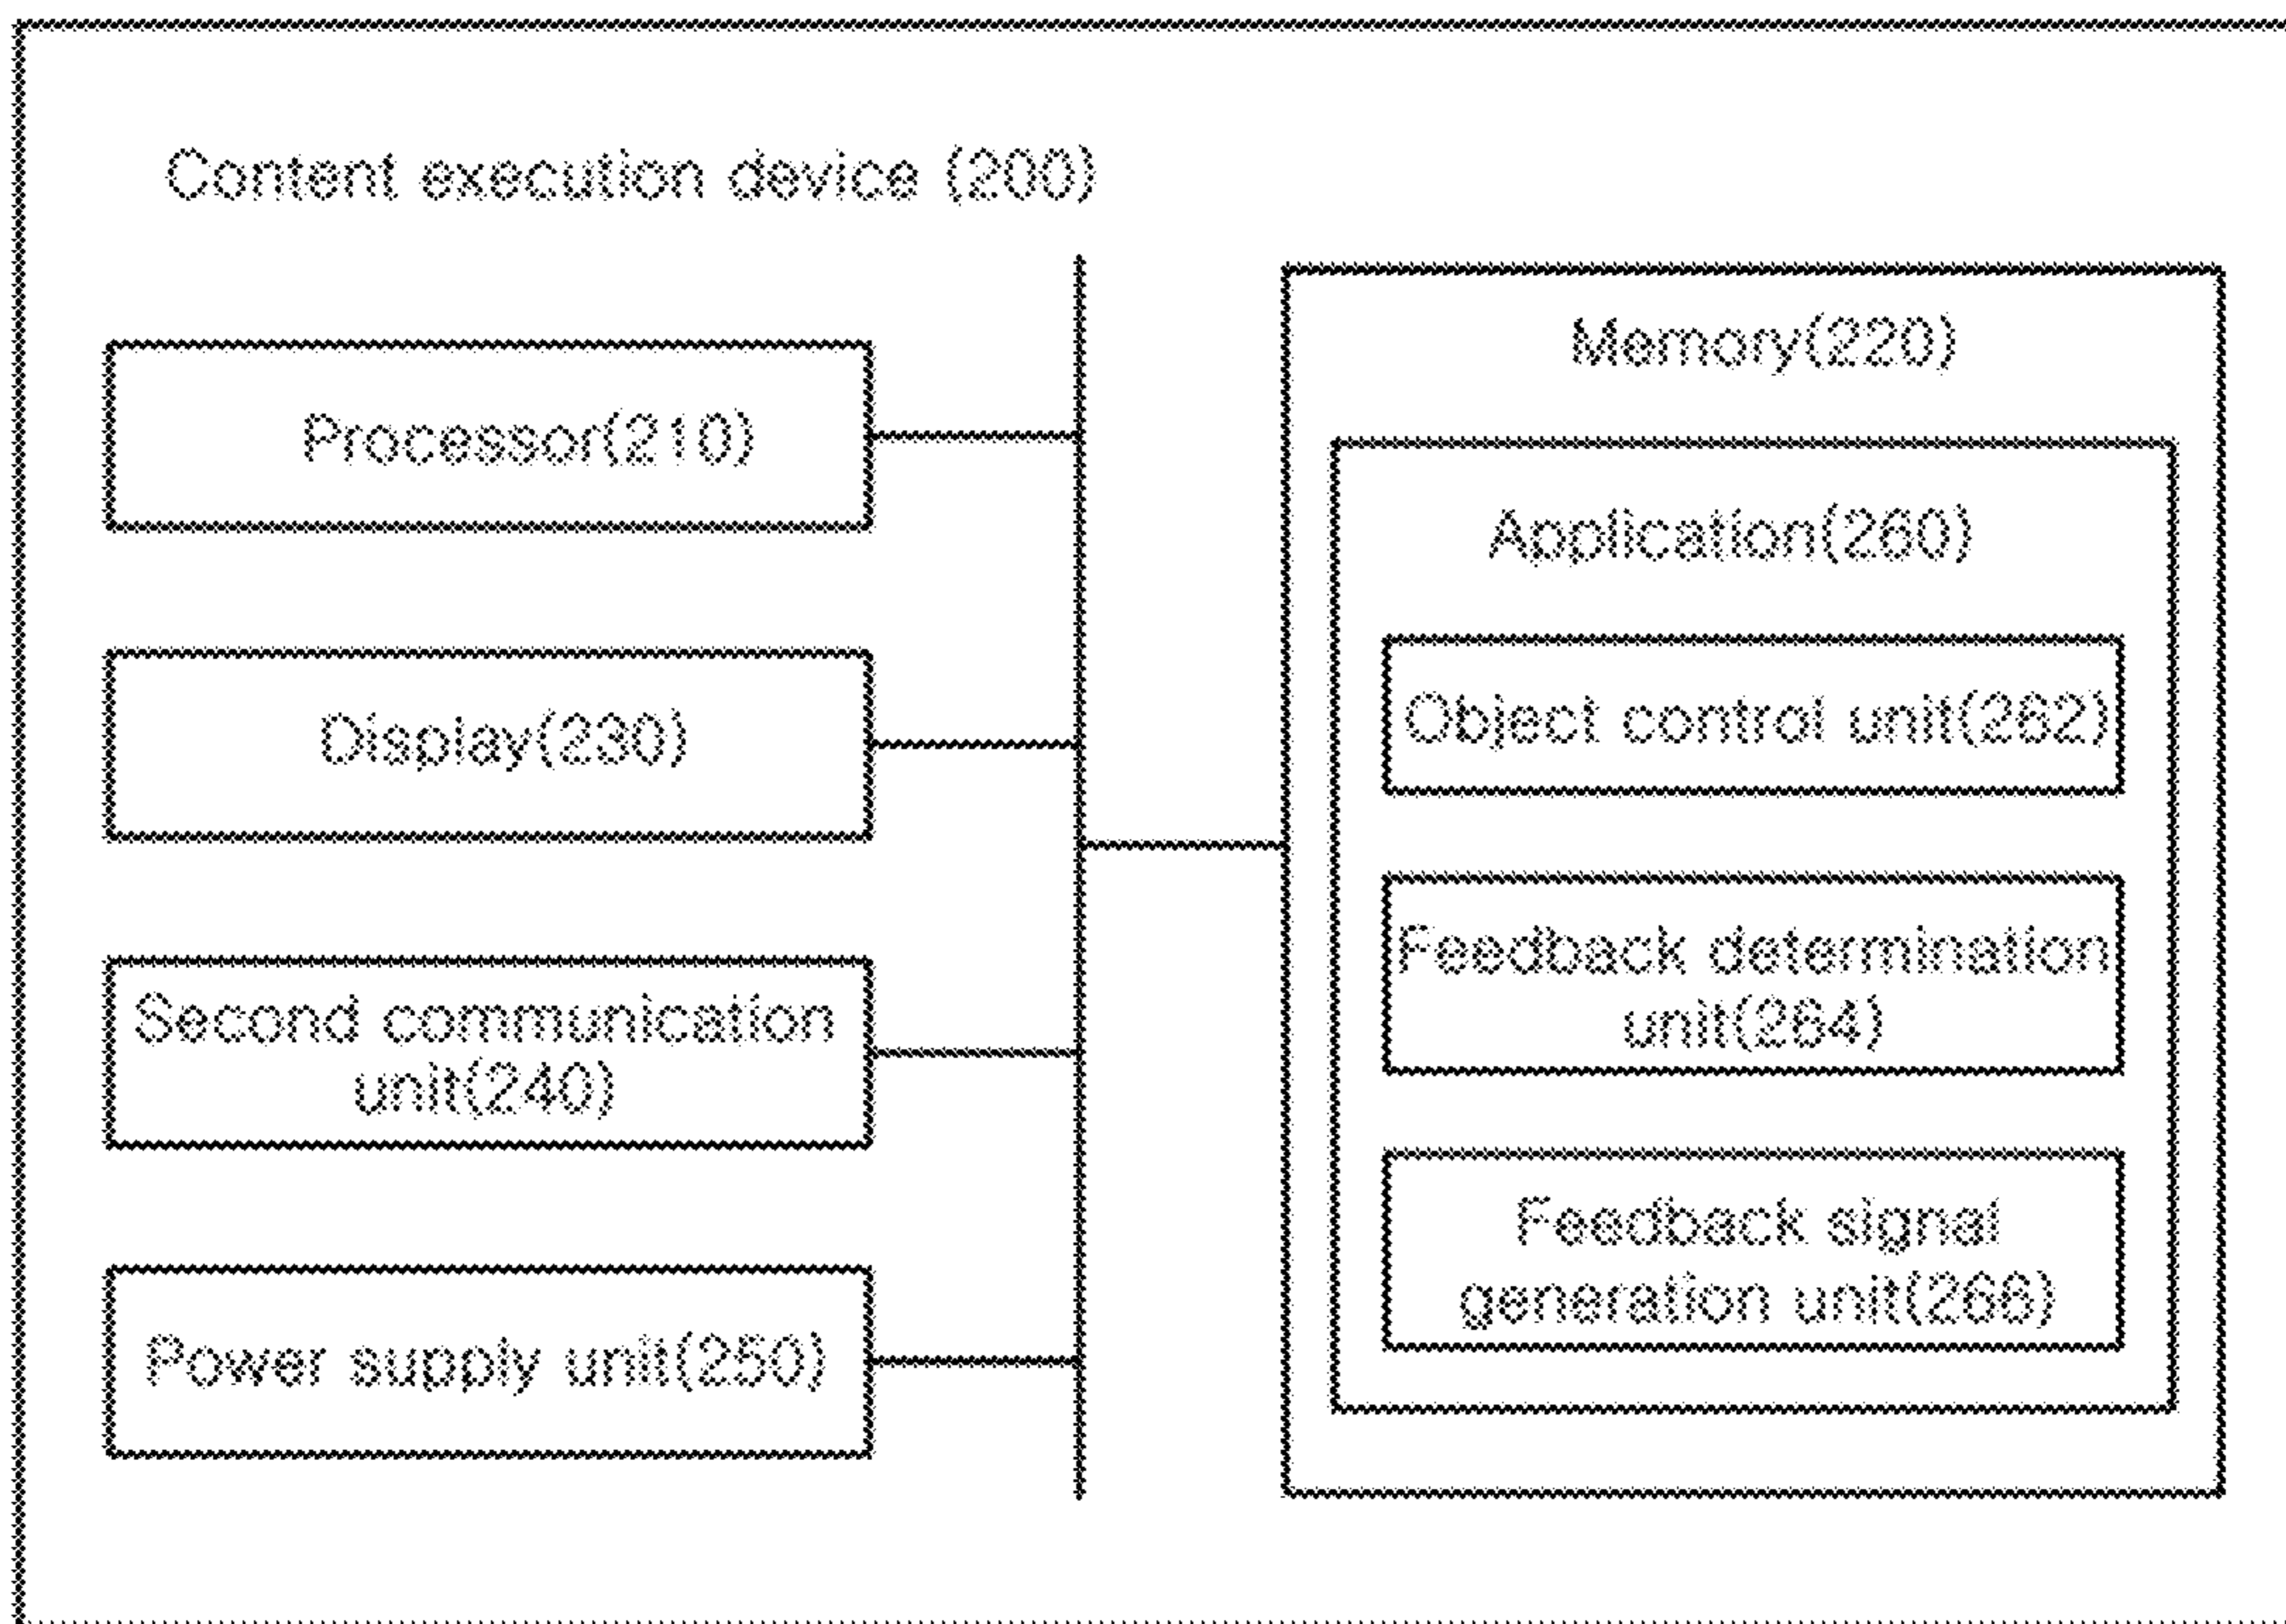 Content execution device (200)
Processor(210)
Display(230)
Second communication
unit(240)
Power supply unit(250)
Memory(220)
Application(260)
Object control unit(262)
Feedback determination
unit(264)
Feedback signal
generation unit(266)